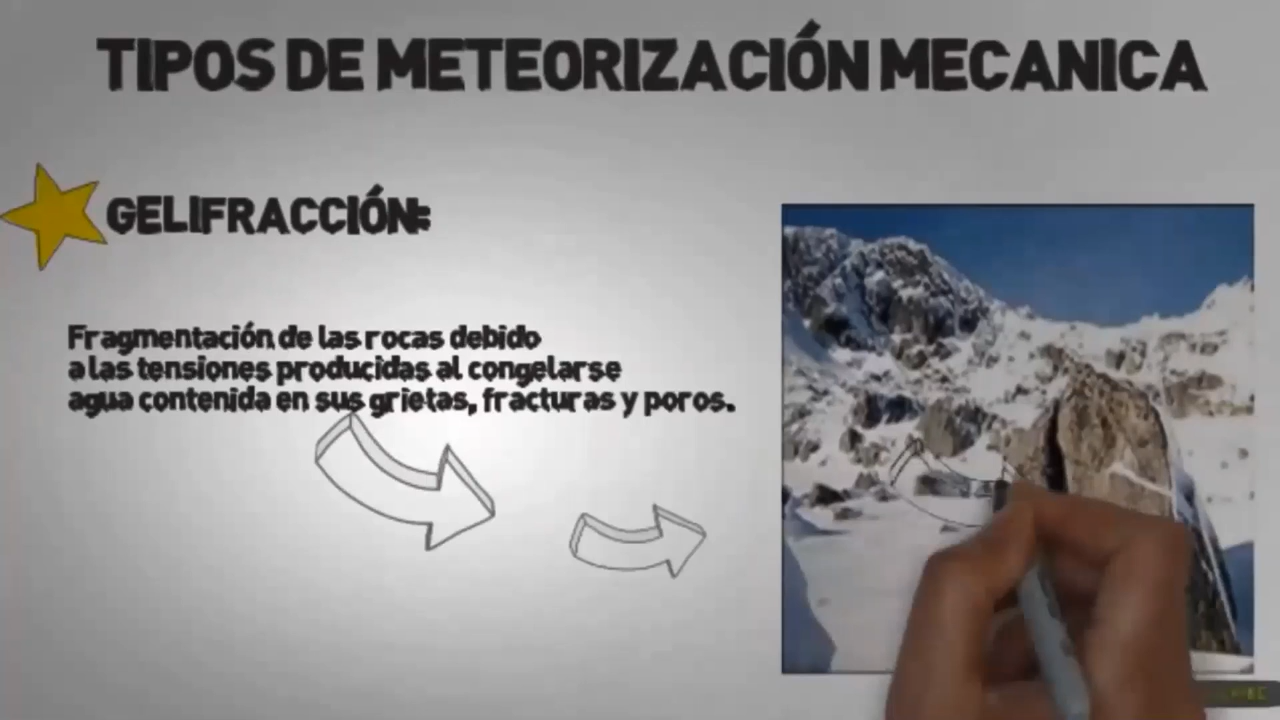 TIPOS DE METEORIZACIÓN MECANICA
GELIFRACCIÓN:
Fragmentación de las rocas debido
a las tensiones producidas al congelarse
agua contenida en sus grietas, fracturas y poros.